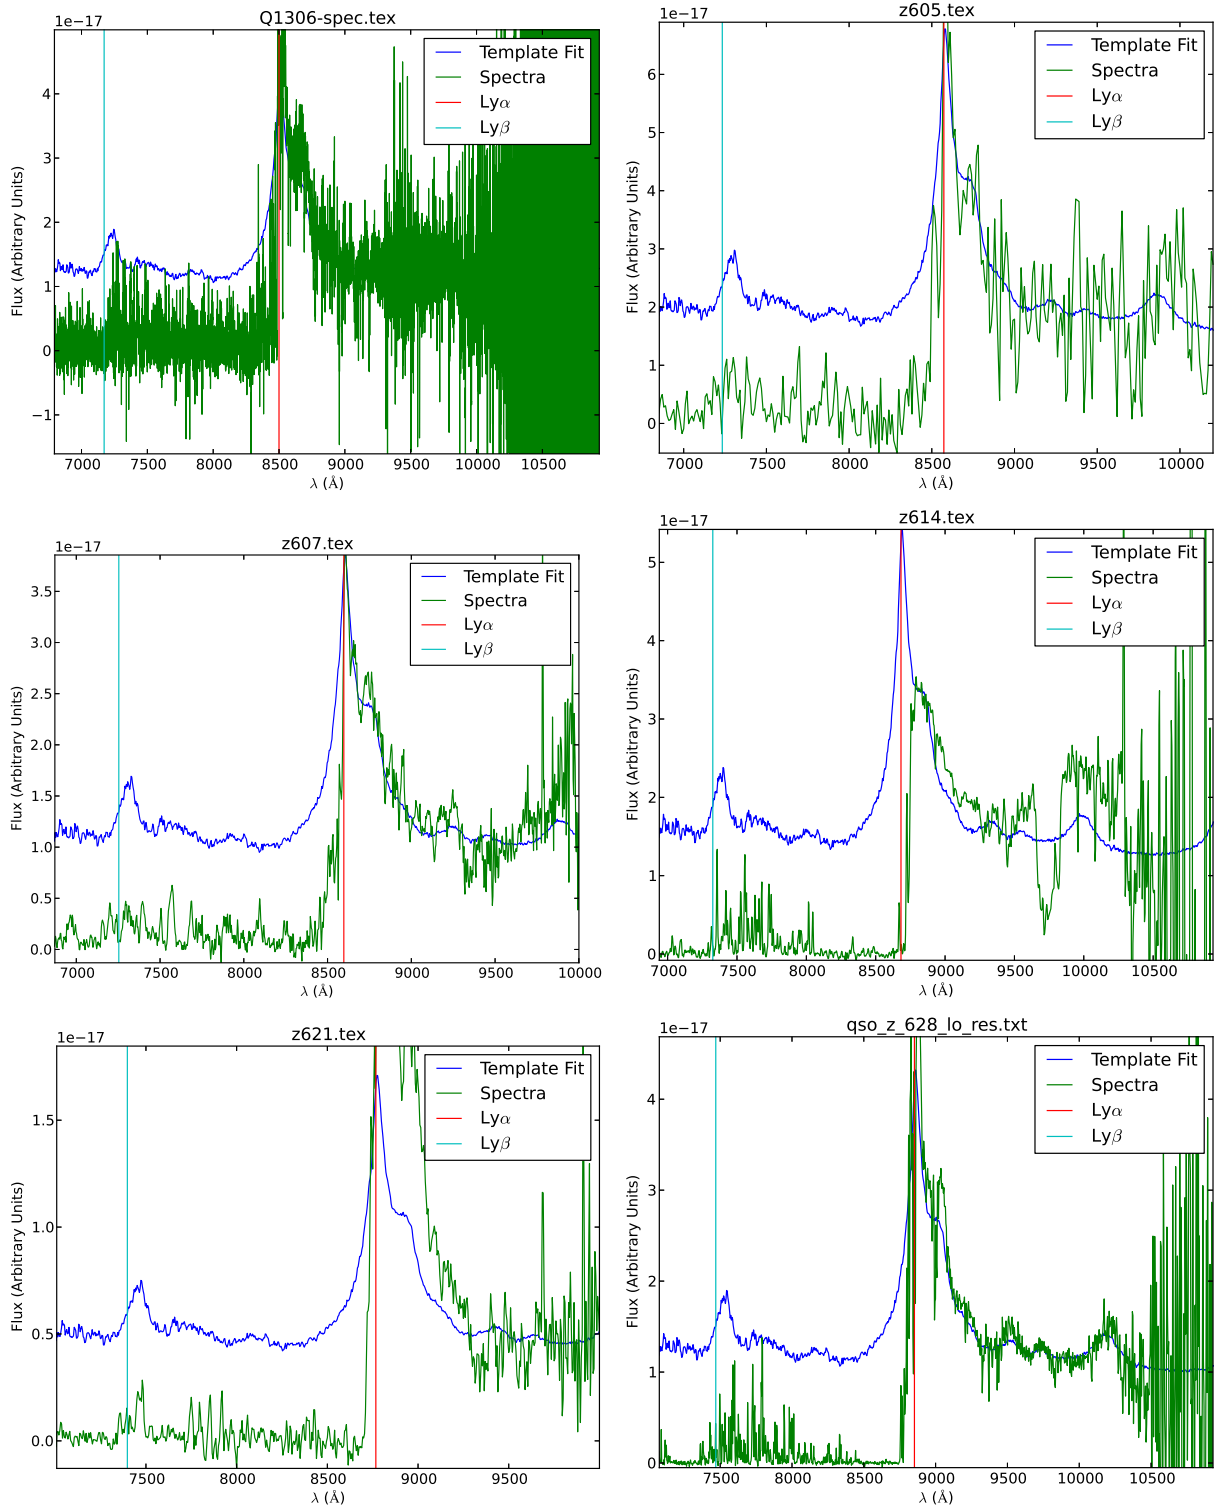 Q1306-spec.tex
1e−17
Template Fit
Spectra
Lyα
Lyβ
Flux (Arbitrary Units)
4
3
2
1
0
−1
7000 7500 8000 8500 9000 9500 10000 10500
λ (Å)
z605.tex
1e−17
Template Fit
Spectra
Lyα
Lyβ
Flux (Arbitrary Units)
6
5
4
3
2
1
0
7000 7500 8000 8500 9000 9500 10000
λ (Å)
z607.tex
1e−17
Template Fit
Spectra
Lyα
Lyβ
Flux (Arbitrary Units)
3.5
3.0
2.5
2.0
1.5
1.0
0.5
0.0
7000 7500 8000 8500 9000 9500 10000
λ (Å)
z614.tex
1e−17
Template Fit
Spectra
Lyα
Lyβ
Flux (Arbitrary Units)
5
4
3
2
1
0
7000 7500 8000 8500 9000 9500 10000 10500
λ (Å)
z621.tex
1e−17
Template Fit
Spectra
Lyα
Lyβ
Flux (Arbitrary Units)
1.5
1.0
0.5
0.0
7500 8000 8500 9000 9500
λ (Å)
qso_z_628_lo_res.txt
1e−17
Template Fit
Spectra
Lyα
Lyβ
Flux (Arbitrary Units)
4
3
2
1
0
7500 8000 8500 9000 9500 10000 10500
λ (Å)